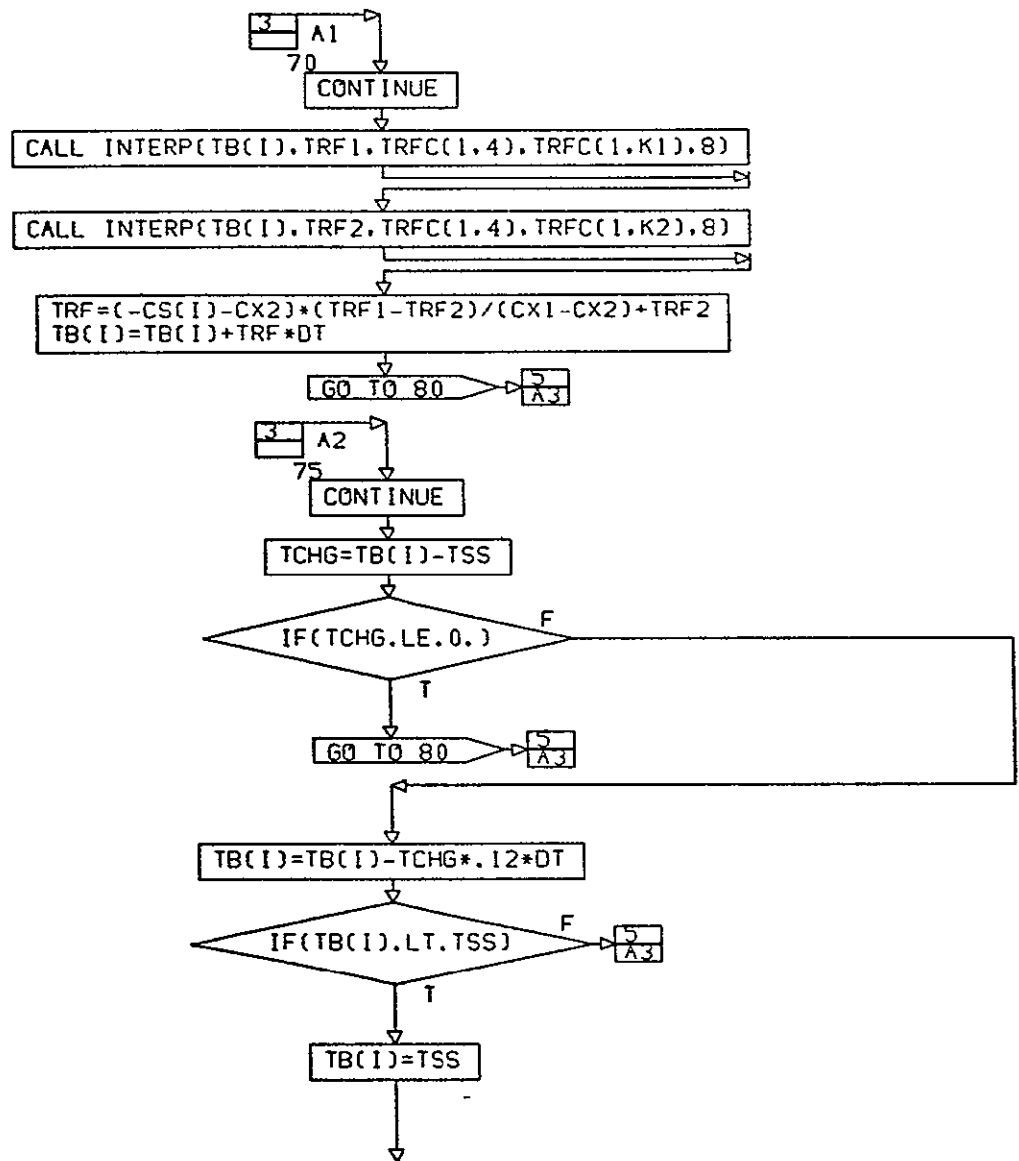 3
A1
70
CONTINUE
CALL INTERP(TB(I).TRF1.TRFC(1.4).TRFC(1.K1).8)
CALL INTERP(TB(I).TRF2.TRFC(1.4).TRFC(1.K2).8)
TRF=(-CS(I)-CX2)*(TRF1-TRF2)/(CX1-CX2)+TRF2
TB(I)=TB(I)+TRF*DT
GO TO 80
5
A3
3
A2
75
CONTINUE
TCHG=TB(I)-TSS
IF(TCHG.LE.0.)
F
T
GO TO 80
5
A3
TB(I)=TB(I)-TCHG*.12*DT
IF(TB(I).LT.TSS)
F
5
A3
T
TB(I)=TSS